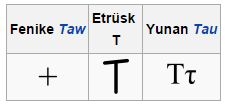 Fenike Taw Etrüsk T Yunan Tau
+ T Ττ